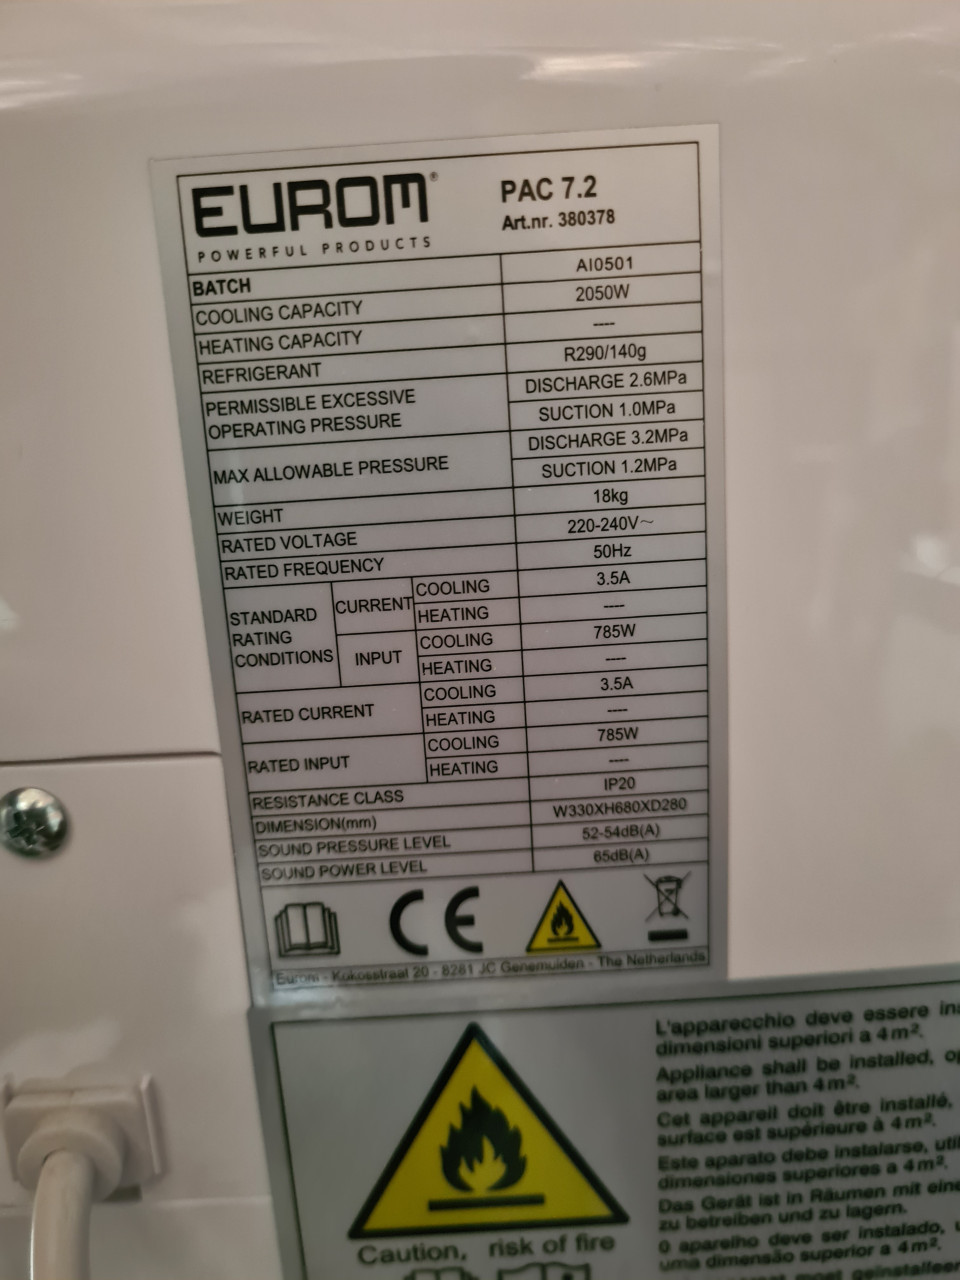 EUROM®
POWERFUL PRODUCTS
PAC 7.2
Art.nr. 380378
BATCH AI0501
COOLING CAPACITY 2050W
HEATING CAPACITY ----
REFRIGERANT R290/140g
PERMISSIBLE EXCESSIVE OPERATING PRESSURE DISCHARGE 2.6MPa
SUCTION 1.0MPa
MAX ALLOWABLE PRESSURE DISCHARGE 3.2MPa
SUCTION 1.2MPa
WEIGHT 18kg
RATED VOLTAGE 220-240V~
RATED FREQUENCY 50Hz
STANDARD RATING CONDITIONS CURRENT COOLING 3.5A
HEATING ----
INPUT COOLING 785W
HEATING ----
RATED CURRENT COOLING 3.5A
HEATING ----
RATED INPUT COOLING 785W
HEATING ----
RESISTANCE CLASS IP20
DIMENSION(mm) W330XH680XD280
SOUND PRESSURE LEVEL 52-54dB(A)
SOUND POWER LEVEL 65dB(A)
CE
Eurom - Kokosstraat 20 - 8281 JC Genemuiden - The Netherlands
Caution, risk of fire
L'apparecchio deve essere
dimensioni superiori a 4m².
Appliance shall be installed,
area larger than 4m².
Cet appareil doit être installé,
surface est supérieure à 4m².
Este aparato debe instalarse,
dimensiones superiores a 4m².
Das Gerät ist in Räumen mit
zu betreiben und zu lagern.
O aparelho deve ser instalado,
uma dimensão superior a 4m².